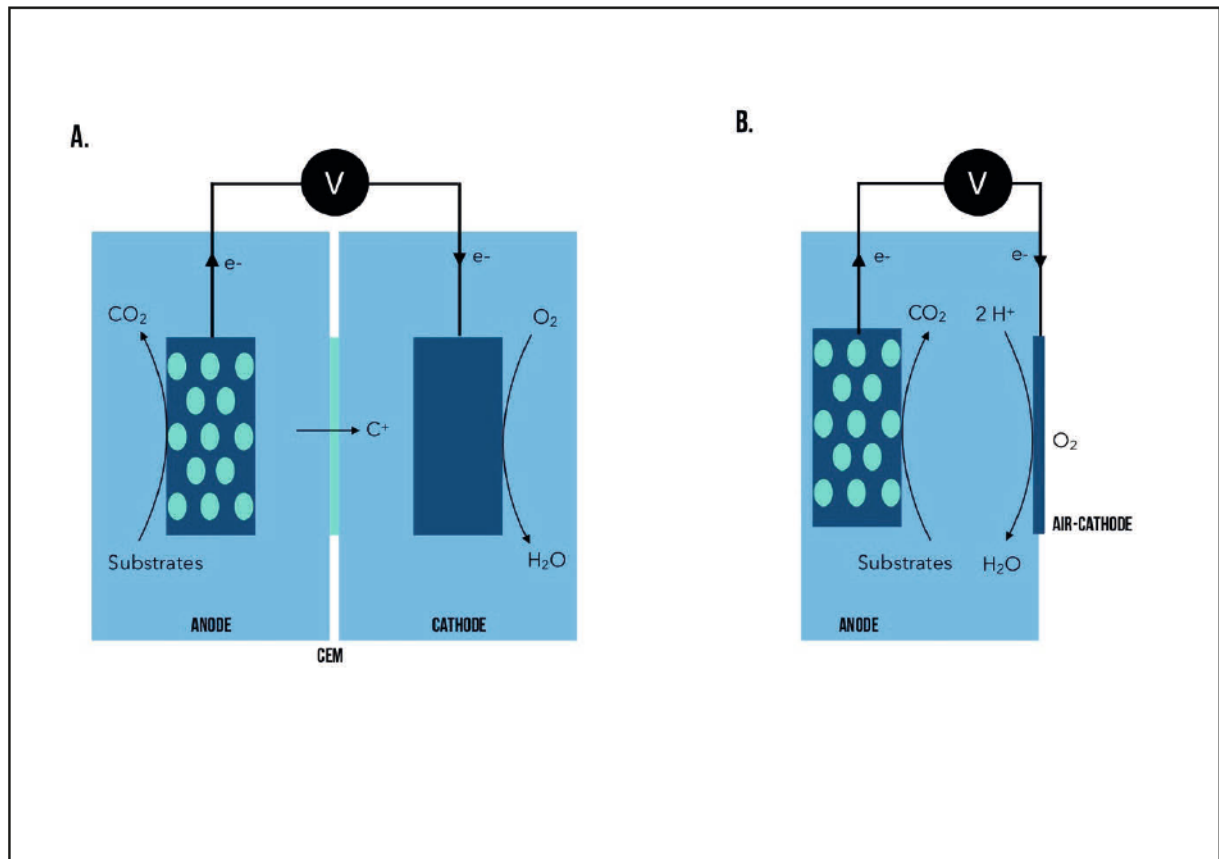 A.
V
e-
e-
CO₂
O₂
C⁺
Substrates
H₂O
ANODE
CATHODE
CEM
B.
V
e-
e-
CO₂
2 H⁺
O₂
AIR-CATHODE
Substrates
H₂O
ANODE